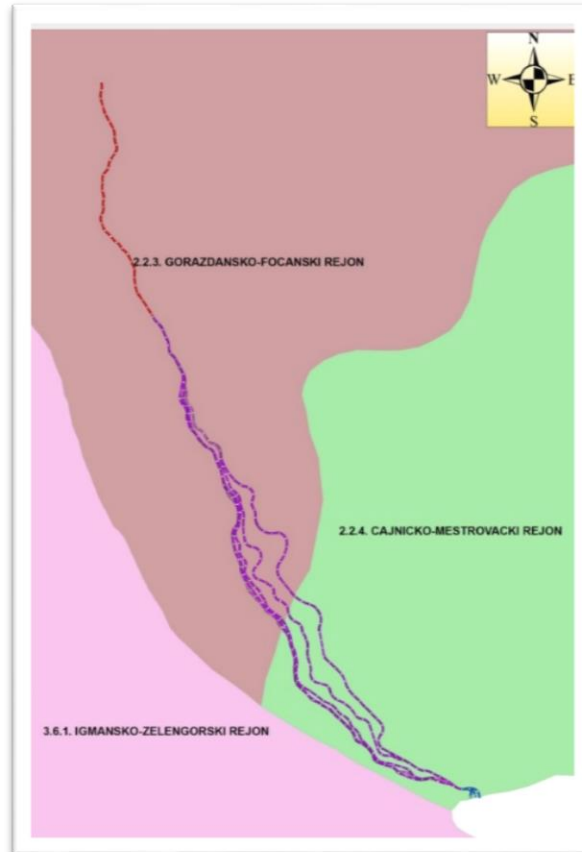 N
W E
S
2.2.3. GORAZDANSKO-FOCANSKI REJON
2.2.4. CAJNICKO-MESTROVACKI REJON
3.6.1. IGMANSKO-ZELENGORSKI REJON